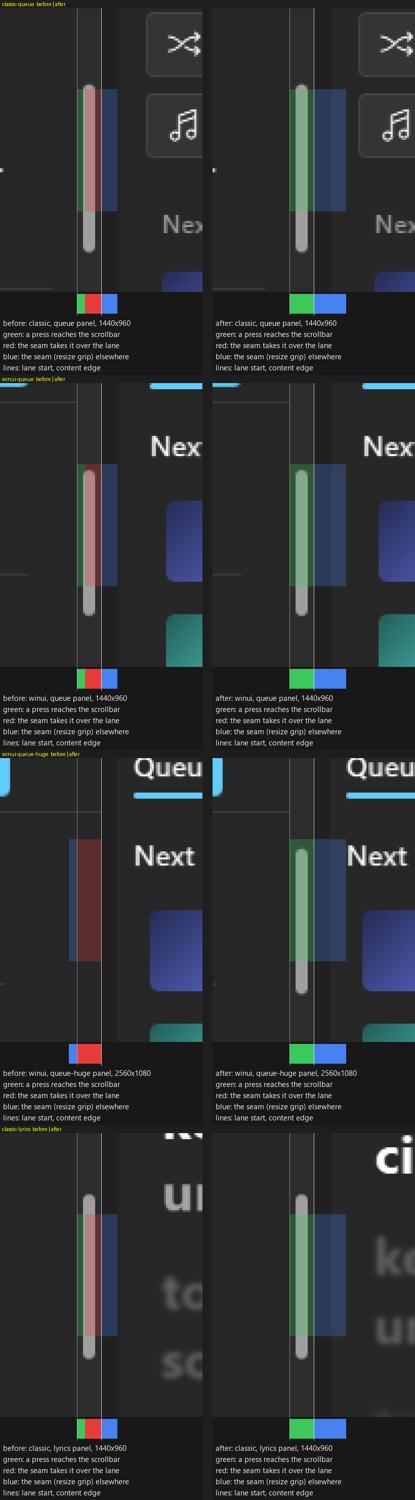 classic-queue before | after
Nex
Nex
before: classic, queue panel, 1440x960
green: a press reaches the scrollbar
red: the seam takes it over the lane
blue: the seam (resize grip) elsewhere
lines: lane start, content edge
after: classic, queue panel, 1440x960
green: a press reaches the scrollbar
red: the seam takes it over the lane
blue: the seam (resize grip) elsewhere
lines: lane start, content edge
winui-queue before | after
Next
Next
before: winui, queue panel, 1440x960
green: a press reaches the scrollbar
red: the seam takes it over the lane
blue: the seam (resize grip) elsewhere
lines: lane start, content edge
after: winui, queue panel, 1440x960
green: a press reaches the scrollbar
red: the seam takes it over the lane
blue: the seam (resize grip) elsewhere
lines: lane start, content edge
winui-queue-huge before | after
Queu
Next
Queu
Next
before: winui, queue-huge panel, 2560x1080
green: a press reaches the scrollbar
red: the seam takes it over the lane
blue: the seam (resize grip) elsewhere
lines: lane start, content edge
after: winui, queue-huge panel, 2560x1080
green: a press reaches the scrollbar
red: the seam takes it over the lane
blue: the seam (resize grip) elsewhere
lines: lane start, content edge
classic-lyrics before | after
ke
un
to
so
ci
ke
un
before: classic, lyrics panel, 1440x960
green: a press reaches the scrollbar
red: the seam takes it over the lane
blue: the seam (resize grip) elsewhere
lines: lane start, content edge
after: classic, lyrics panel, 1440x960
green: a press reaches the scrollbar
red: the seam takes it over the lane
blue: the seam (resize grip) elsewhere
lines: lane start, content edge